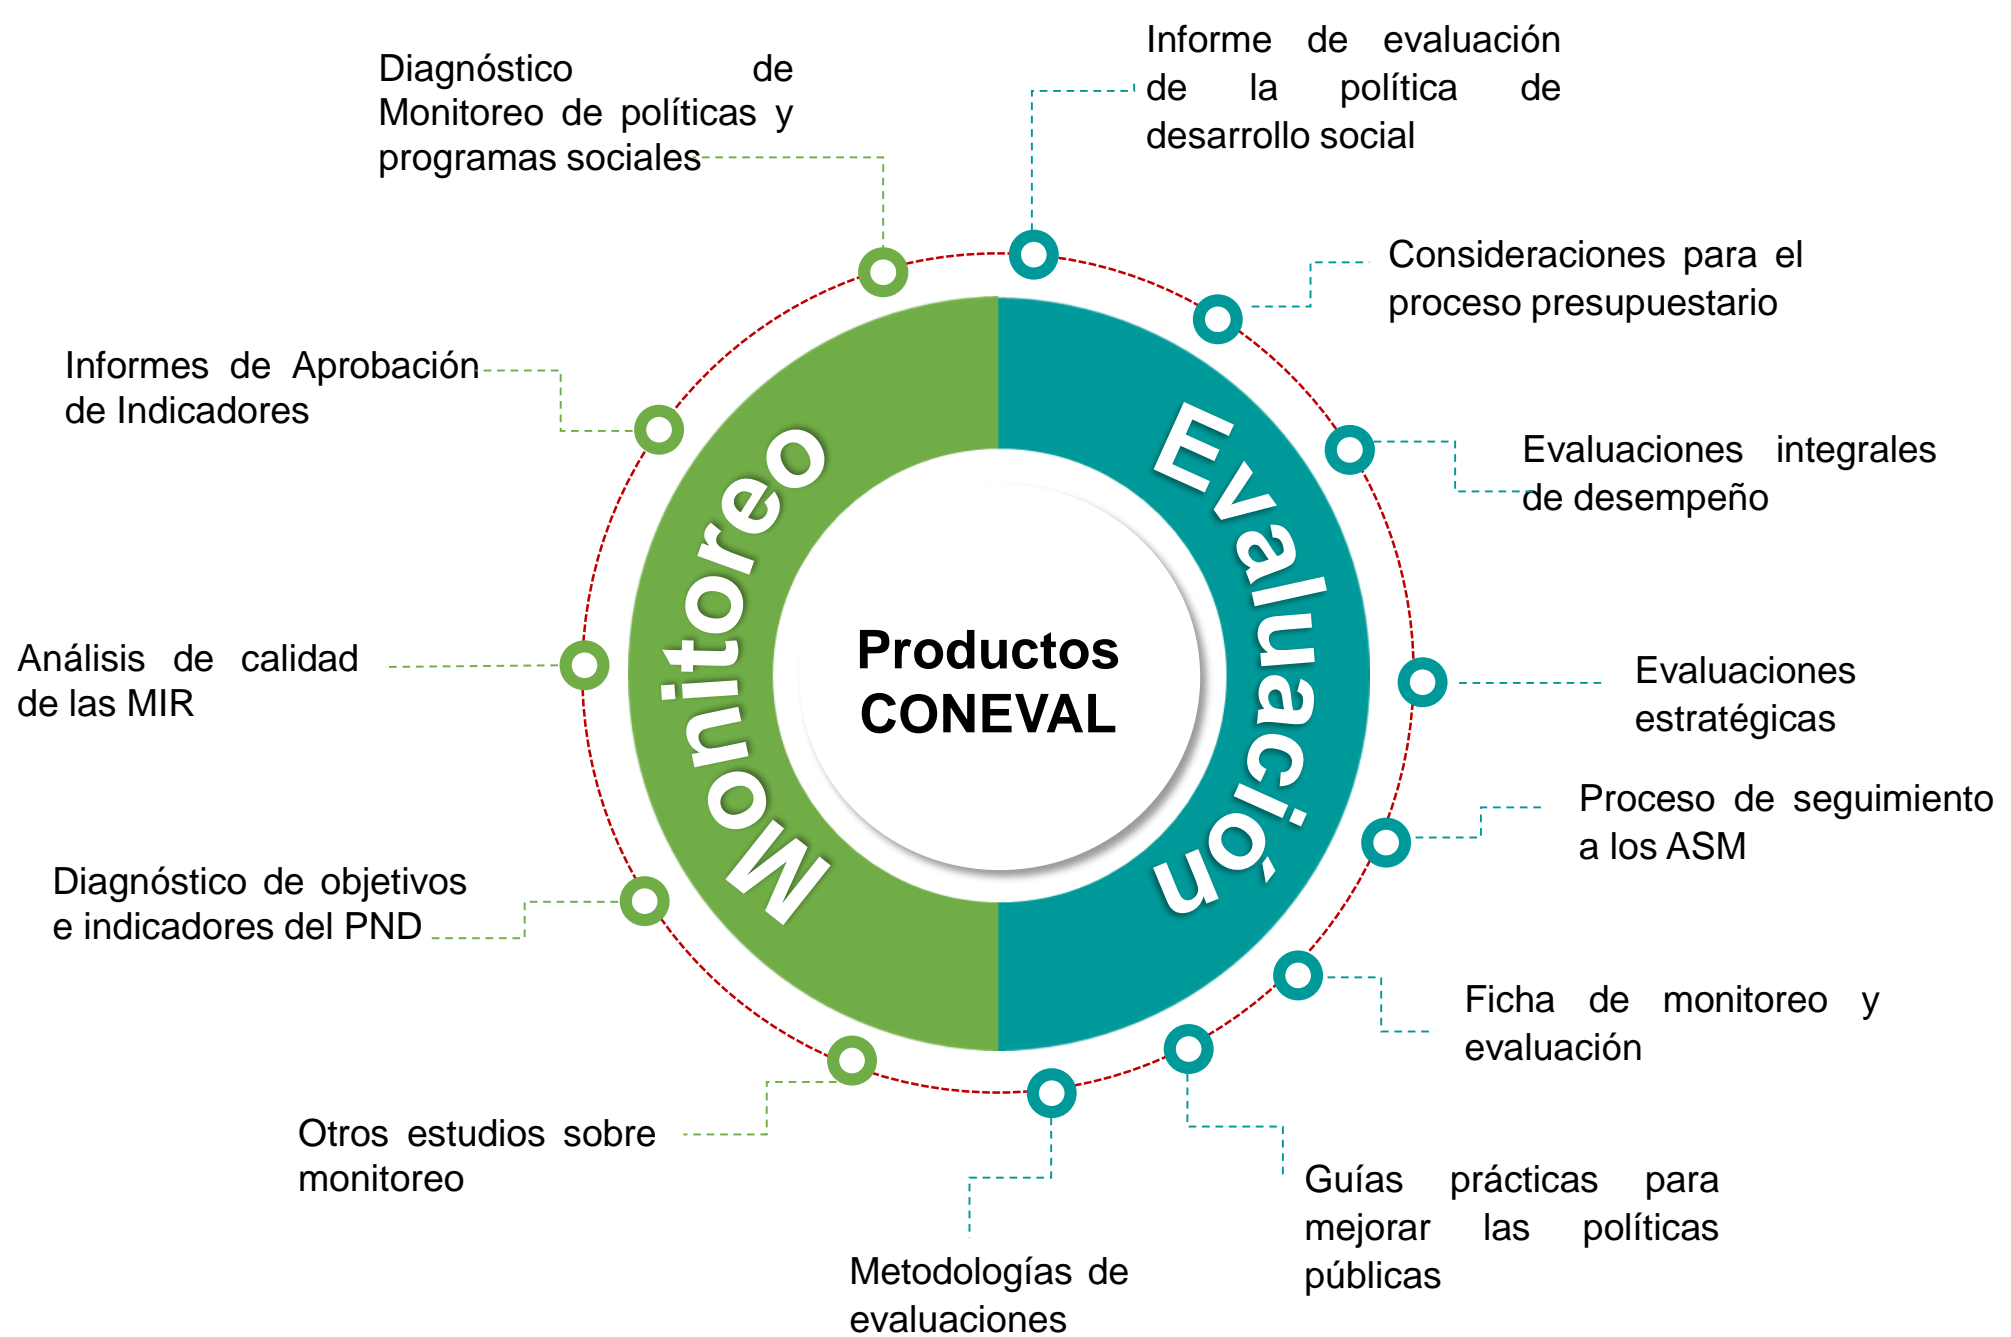 Informe de evaluación
de la política de
desarrollo social
Diagnóstico de
Monitoreo de políticas y
programas sociales
Consideraciones para el
proceso presupuestario
Informes de Aprobación
de Indicadores
Evaluaciones integrales
de desempeño
Monitoreo
Evaluación
Productos
CONEVAL
Análisis de calidad
de las MIR
Evaluaciones
estratégicas
Proceso de seguimiento
a los ASM
Diagnóstico de objetivos
e indicadores del PND
Ficha de monitoreo y
evaluación
Otros estudios sobre
monitoreo
Guías prácticas para
mejorar las políticas
públicas
Metodologías de
evaluaciones